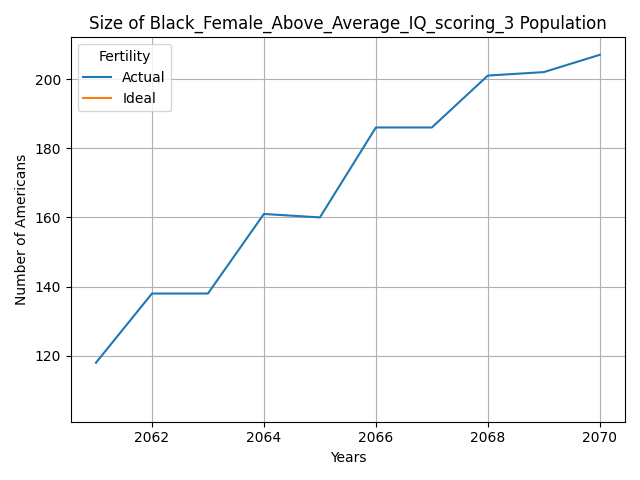 Size of Black_Female_Above_Average_IQ_scoring_3 Population
Fertility
Actual
Ideal
Number of Americans
200
180
160
140
120
2062 2064 2066 2068 2070
Years